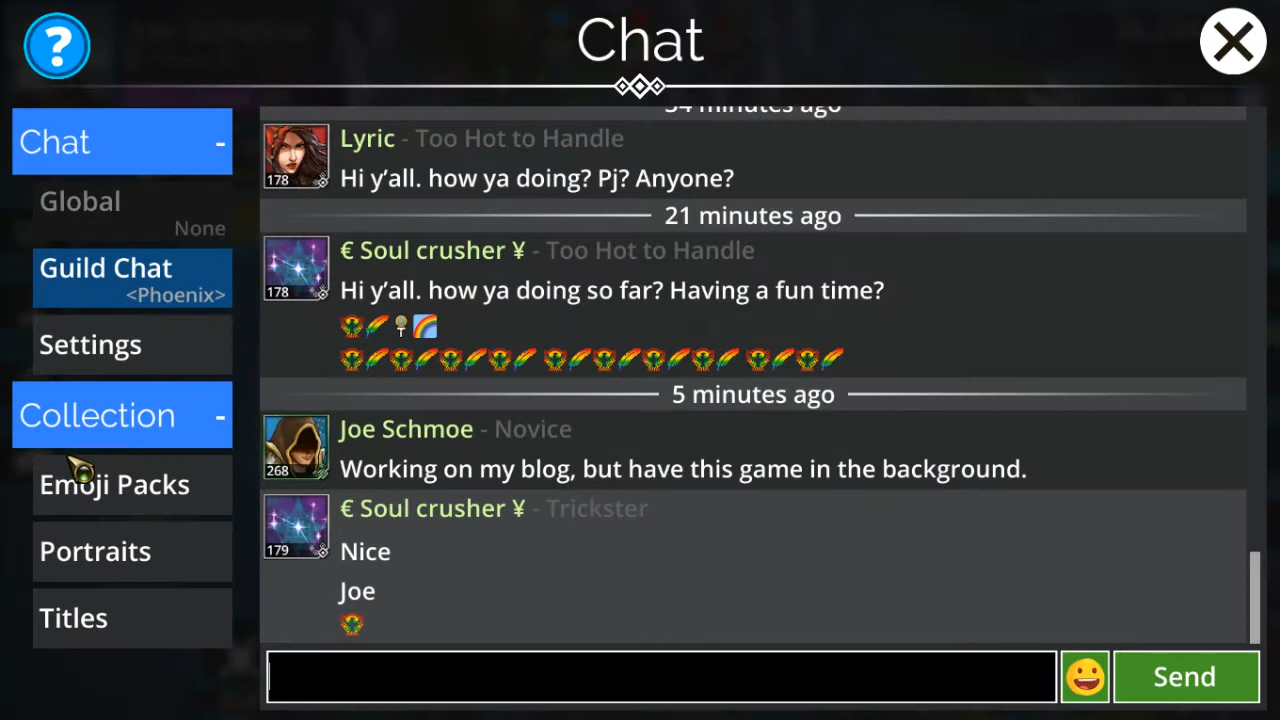 ?
Chat
Chat -
Global
None
Guild Chat
<Phoenix>
Settings
Collection -
Emoji Packs
Portraits
Titles
34 minutes ago
178
Lyric - Too Hot to Handle
Hi y’all. how ya doing? Pj? Anyone?
21 minutes ago
178
€ Soul crusher ¥ - Too Hot to Handle
Hi y’all. how ya doing so far? Having a fun time?
5 minutes ago
268
Joe Schmoe - Novice
Working on my blog, but have this game in the background.
179
€ Soul crusher ¥ - Trickster
Nice
Joe
Send